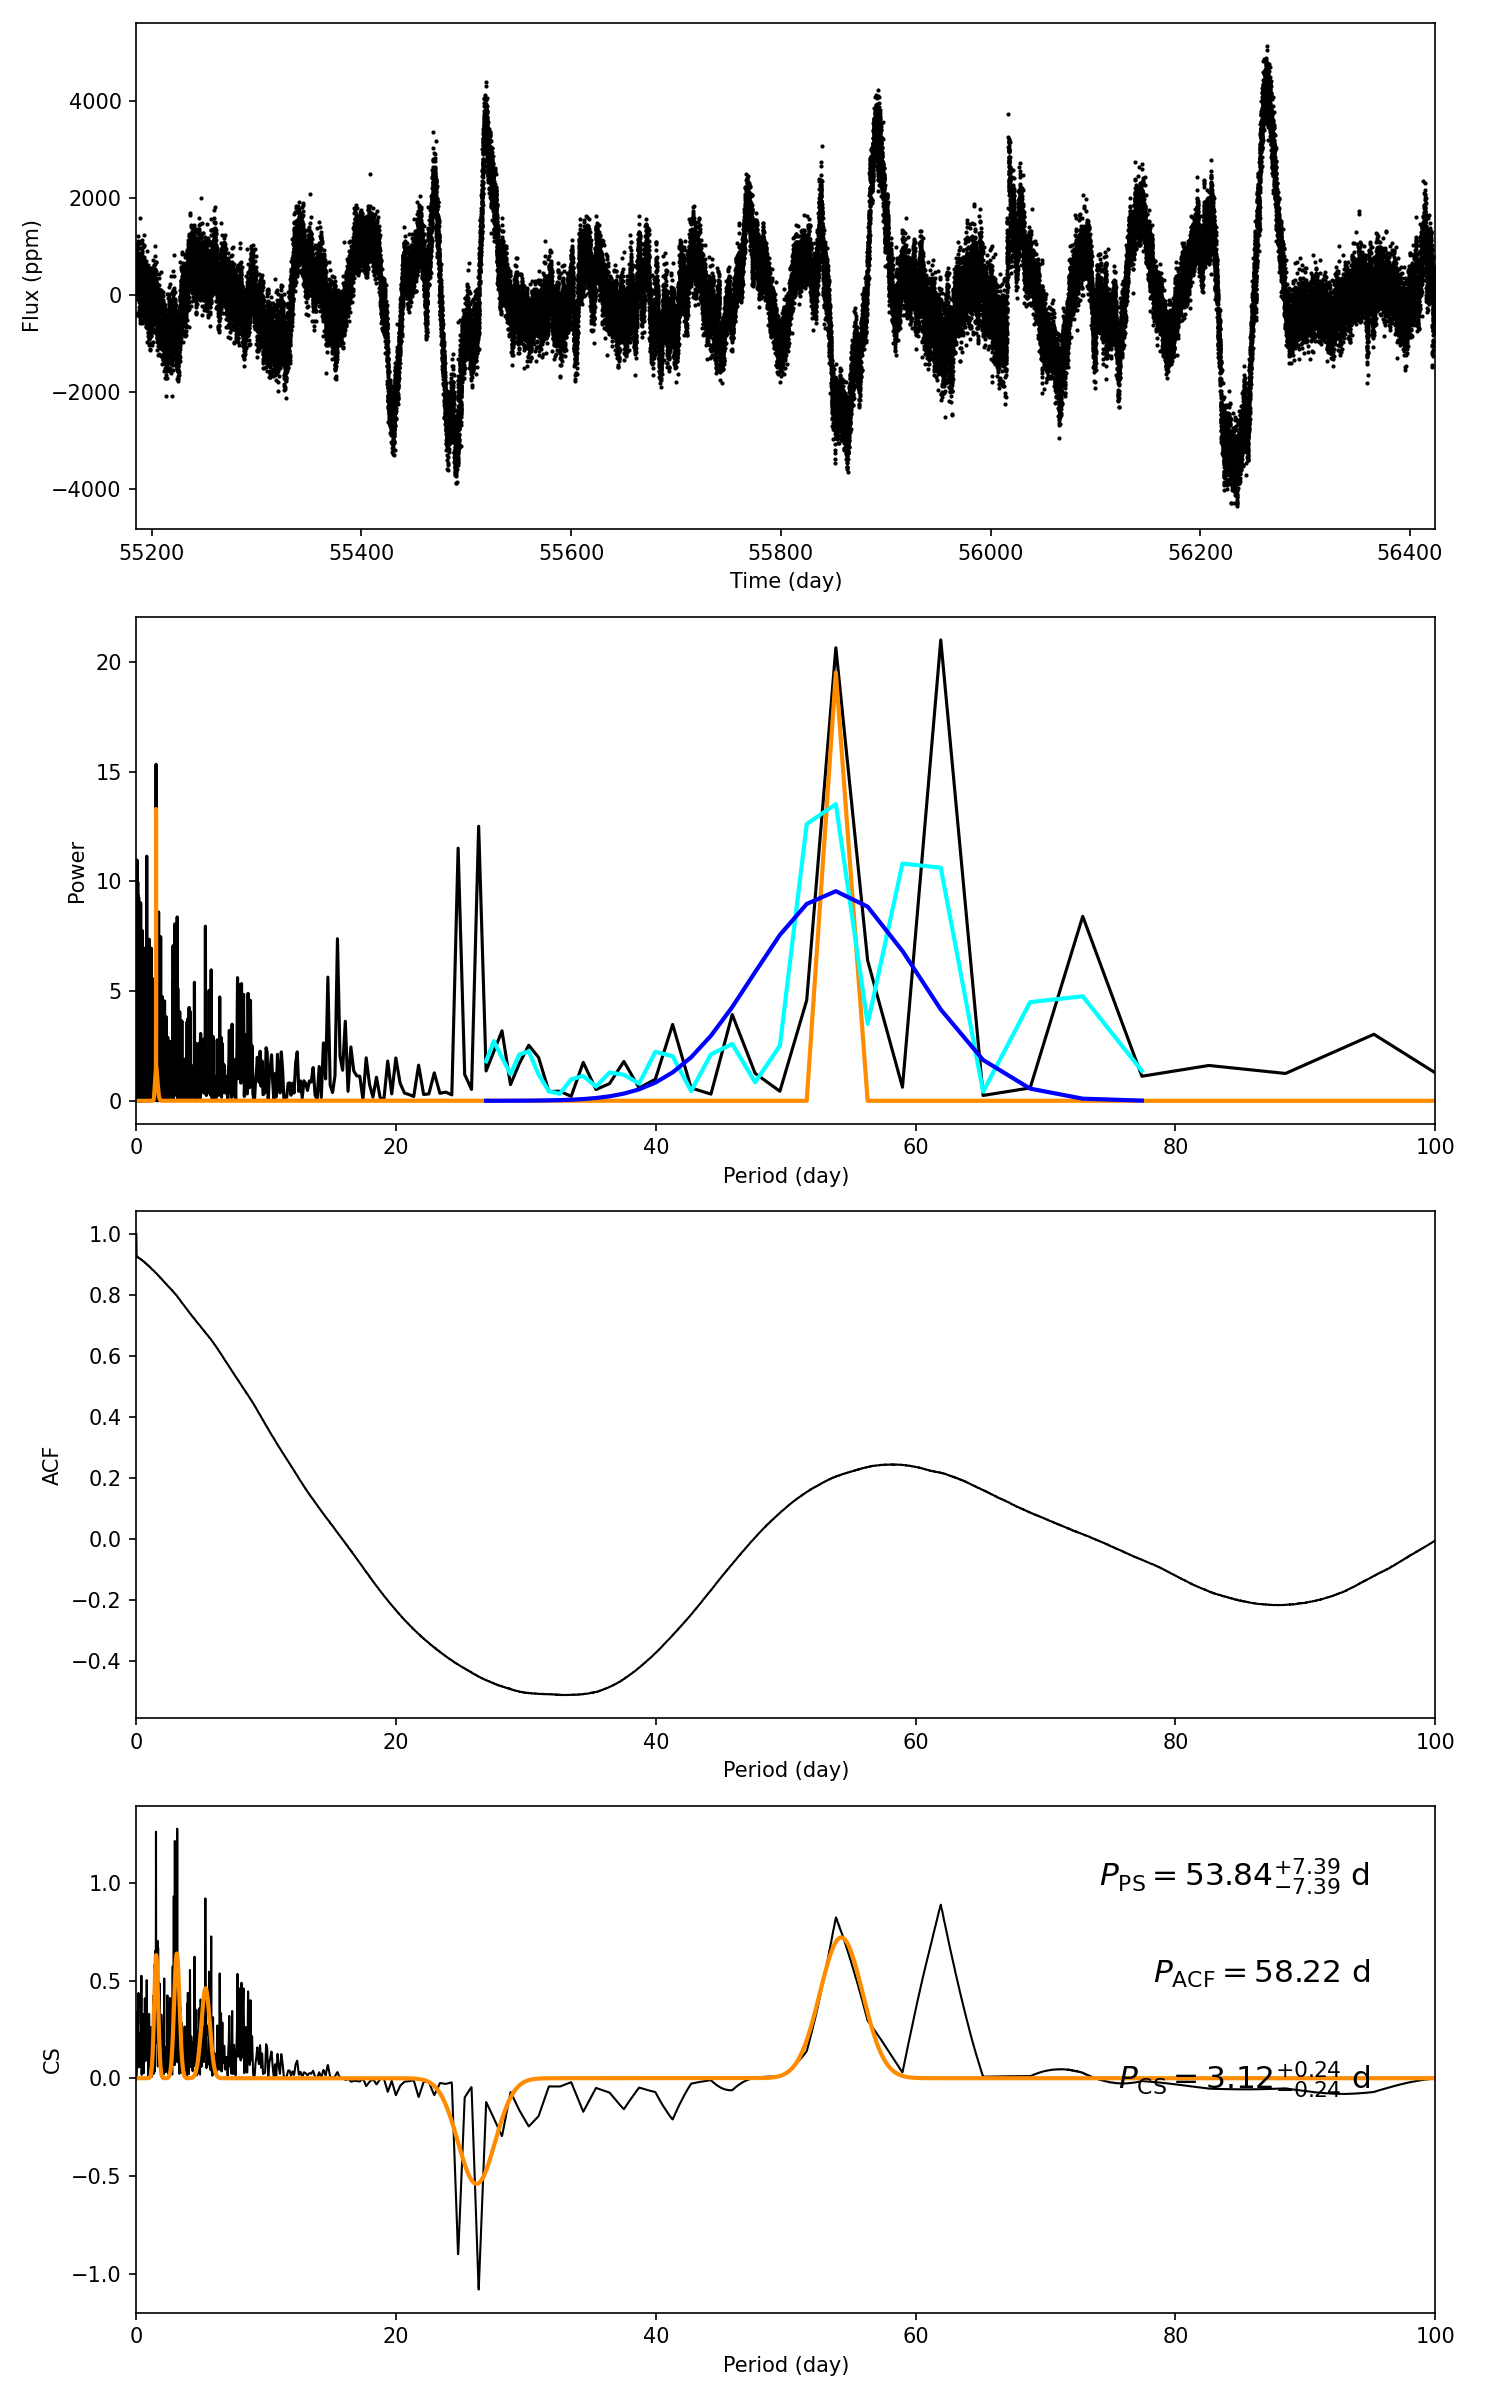 4000
2000
0
−2000
−4000
Flux (ppm)
55200 55400 55600 55800 56000 56200 56400
Time (day)
20
15
10
5
0
Power
0 20 40 60 80 100
Period (day)
1.0
0.8
0.6
0.4
0.2
0.0
−0.2
−0.4
ACF
0 20 40 60 80 100
Period (day)
1.0
0.5
0.0
−0.5
−1.0
CS
P_PS = 53.84 +7.39 −7.39 d
P_ACF = 58.22 d
P_CS = 3.12 +0.24 −0.24 d
0 20 40 60 80 100
Period (day)